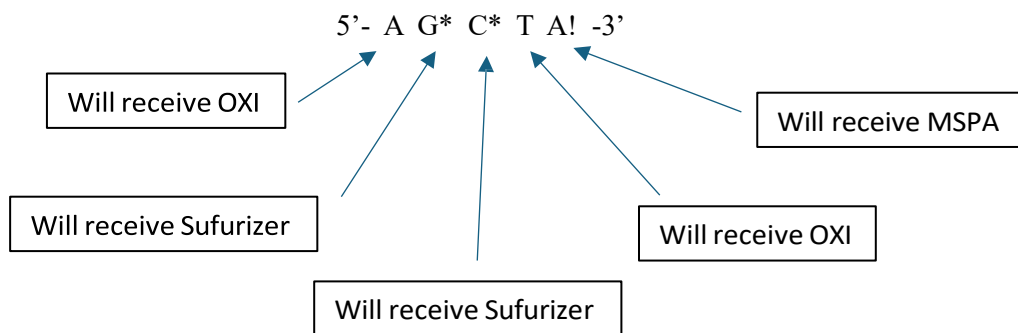 5’- A G* C* T A! -3’
Will receive OXI
Will receive MSPA
Will receive Sufurizer
Will receive OXI
Will receive Sufurizer